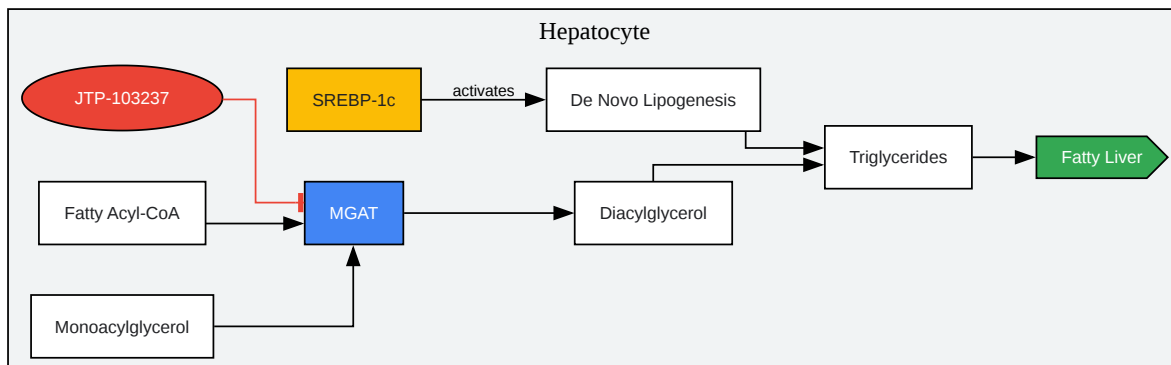 Hepatocyte
JTP-103237
SREBP-1c
activates
De Novo Lipogenesis
Triglycerides
Fatty Liver
Fatty Acyl-CoA
MGAT
Diacylglycerol
Monoacylglycerol